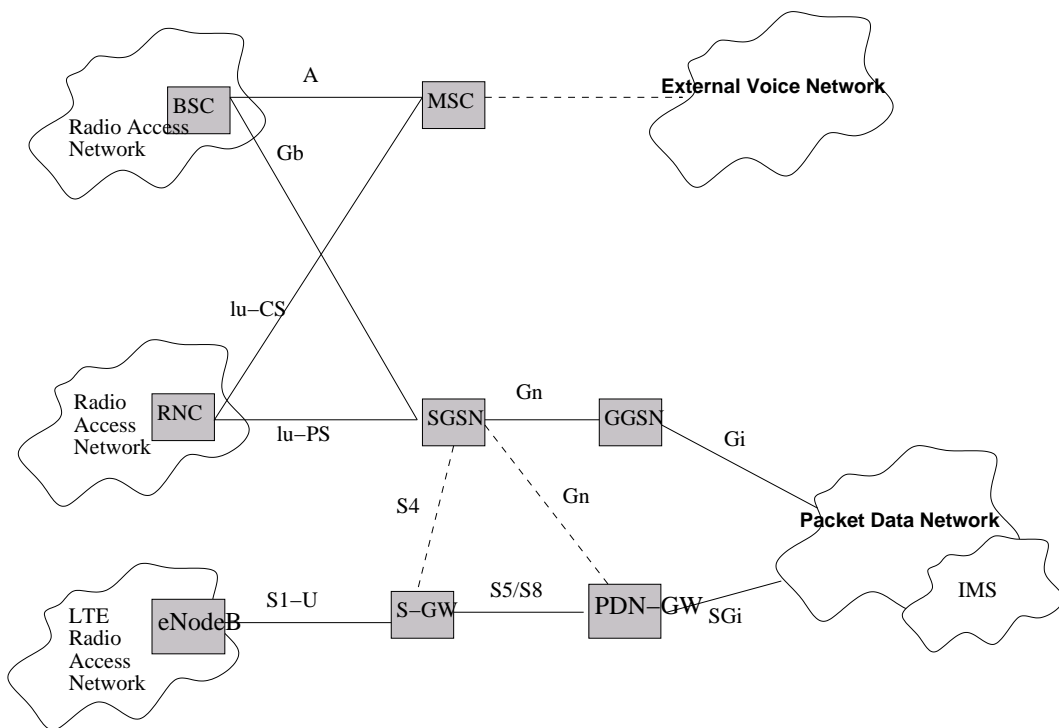 A
BSC
MSC
External Voice Network
Radio Access
Network
Gb
lu−CS
Radio
Access
Network
RNC
lu−PS
SGSN
Gn
GGSN
Gi
S4
Gn
Packet Data Network
LTE
Radio
Access
Network
eNodeB
S1−U
S−GW
S5/S8
PDN−GW
SGi
IMS